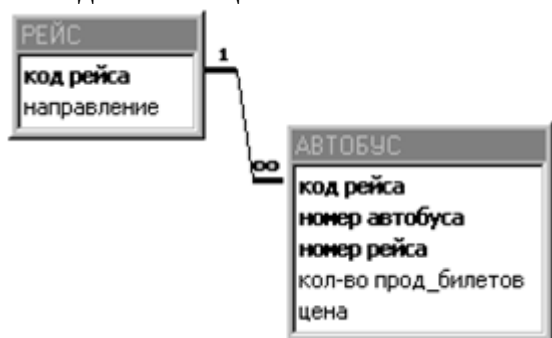 РЕЙС
1
код рейса
направление
АВТОБУС
∞
код рейса
номер автобуса
номер рейса
кол-во прод_билетов
цена